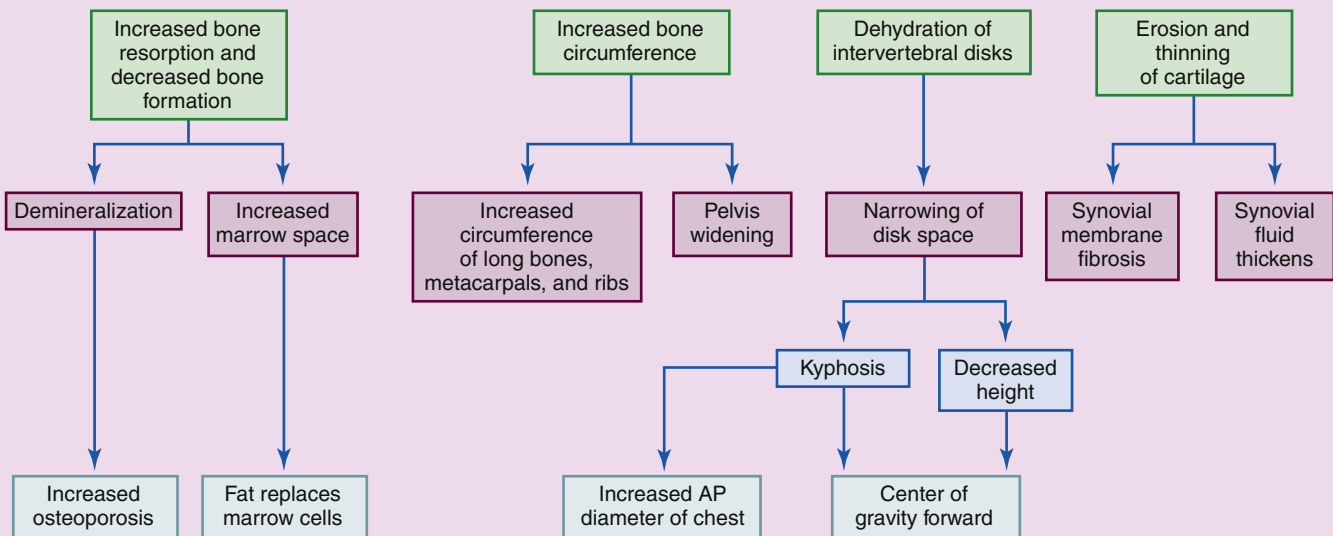 Increased bone
resorption and
decreased bone
formation
Increased bone
circumference
Dehydration of
intervertebral disks
Erosion and
thinning
of cartilage
Demineralization
Increased
marrow space
Increased
circumference
of long bones,
metacarpals, and ribs
Pelvis
widening
Narrowing of
disk space
Synovial
membrane
fibrosis
Synovial
fluid
thickens
Kyphosis
Decreased
height
Increased
osteoporosis
Fat replaces
marrow cells
Increased AP
diameter of chest
Center of
gravity forward